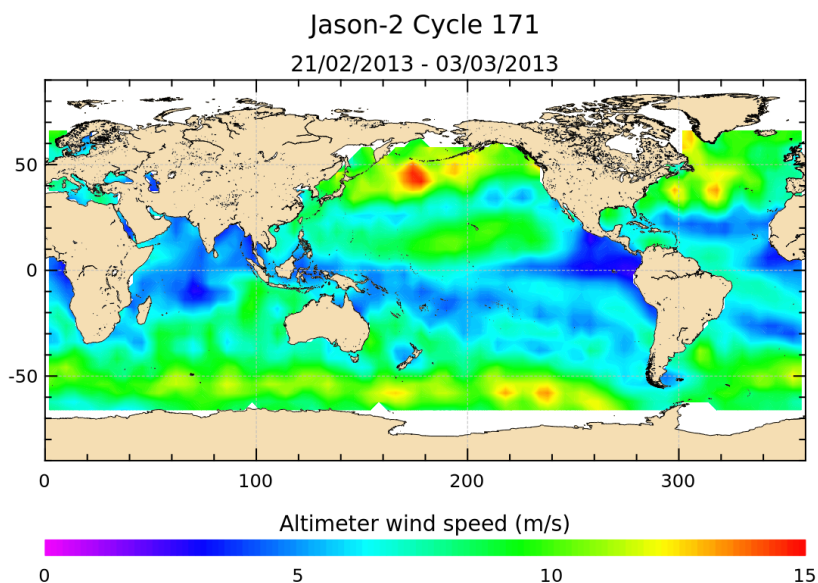 Jason-2 Cycle 171
21/02/2013 - 03/03/2013
50
0
-50
0 100 200 300
Altimeter wind speed (m/s)
0 5 10 15